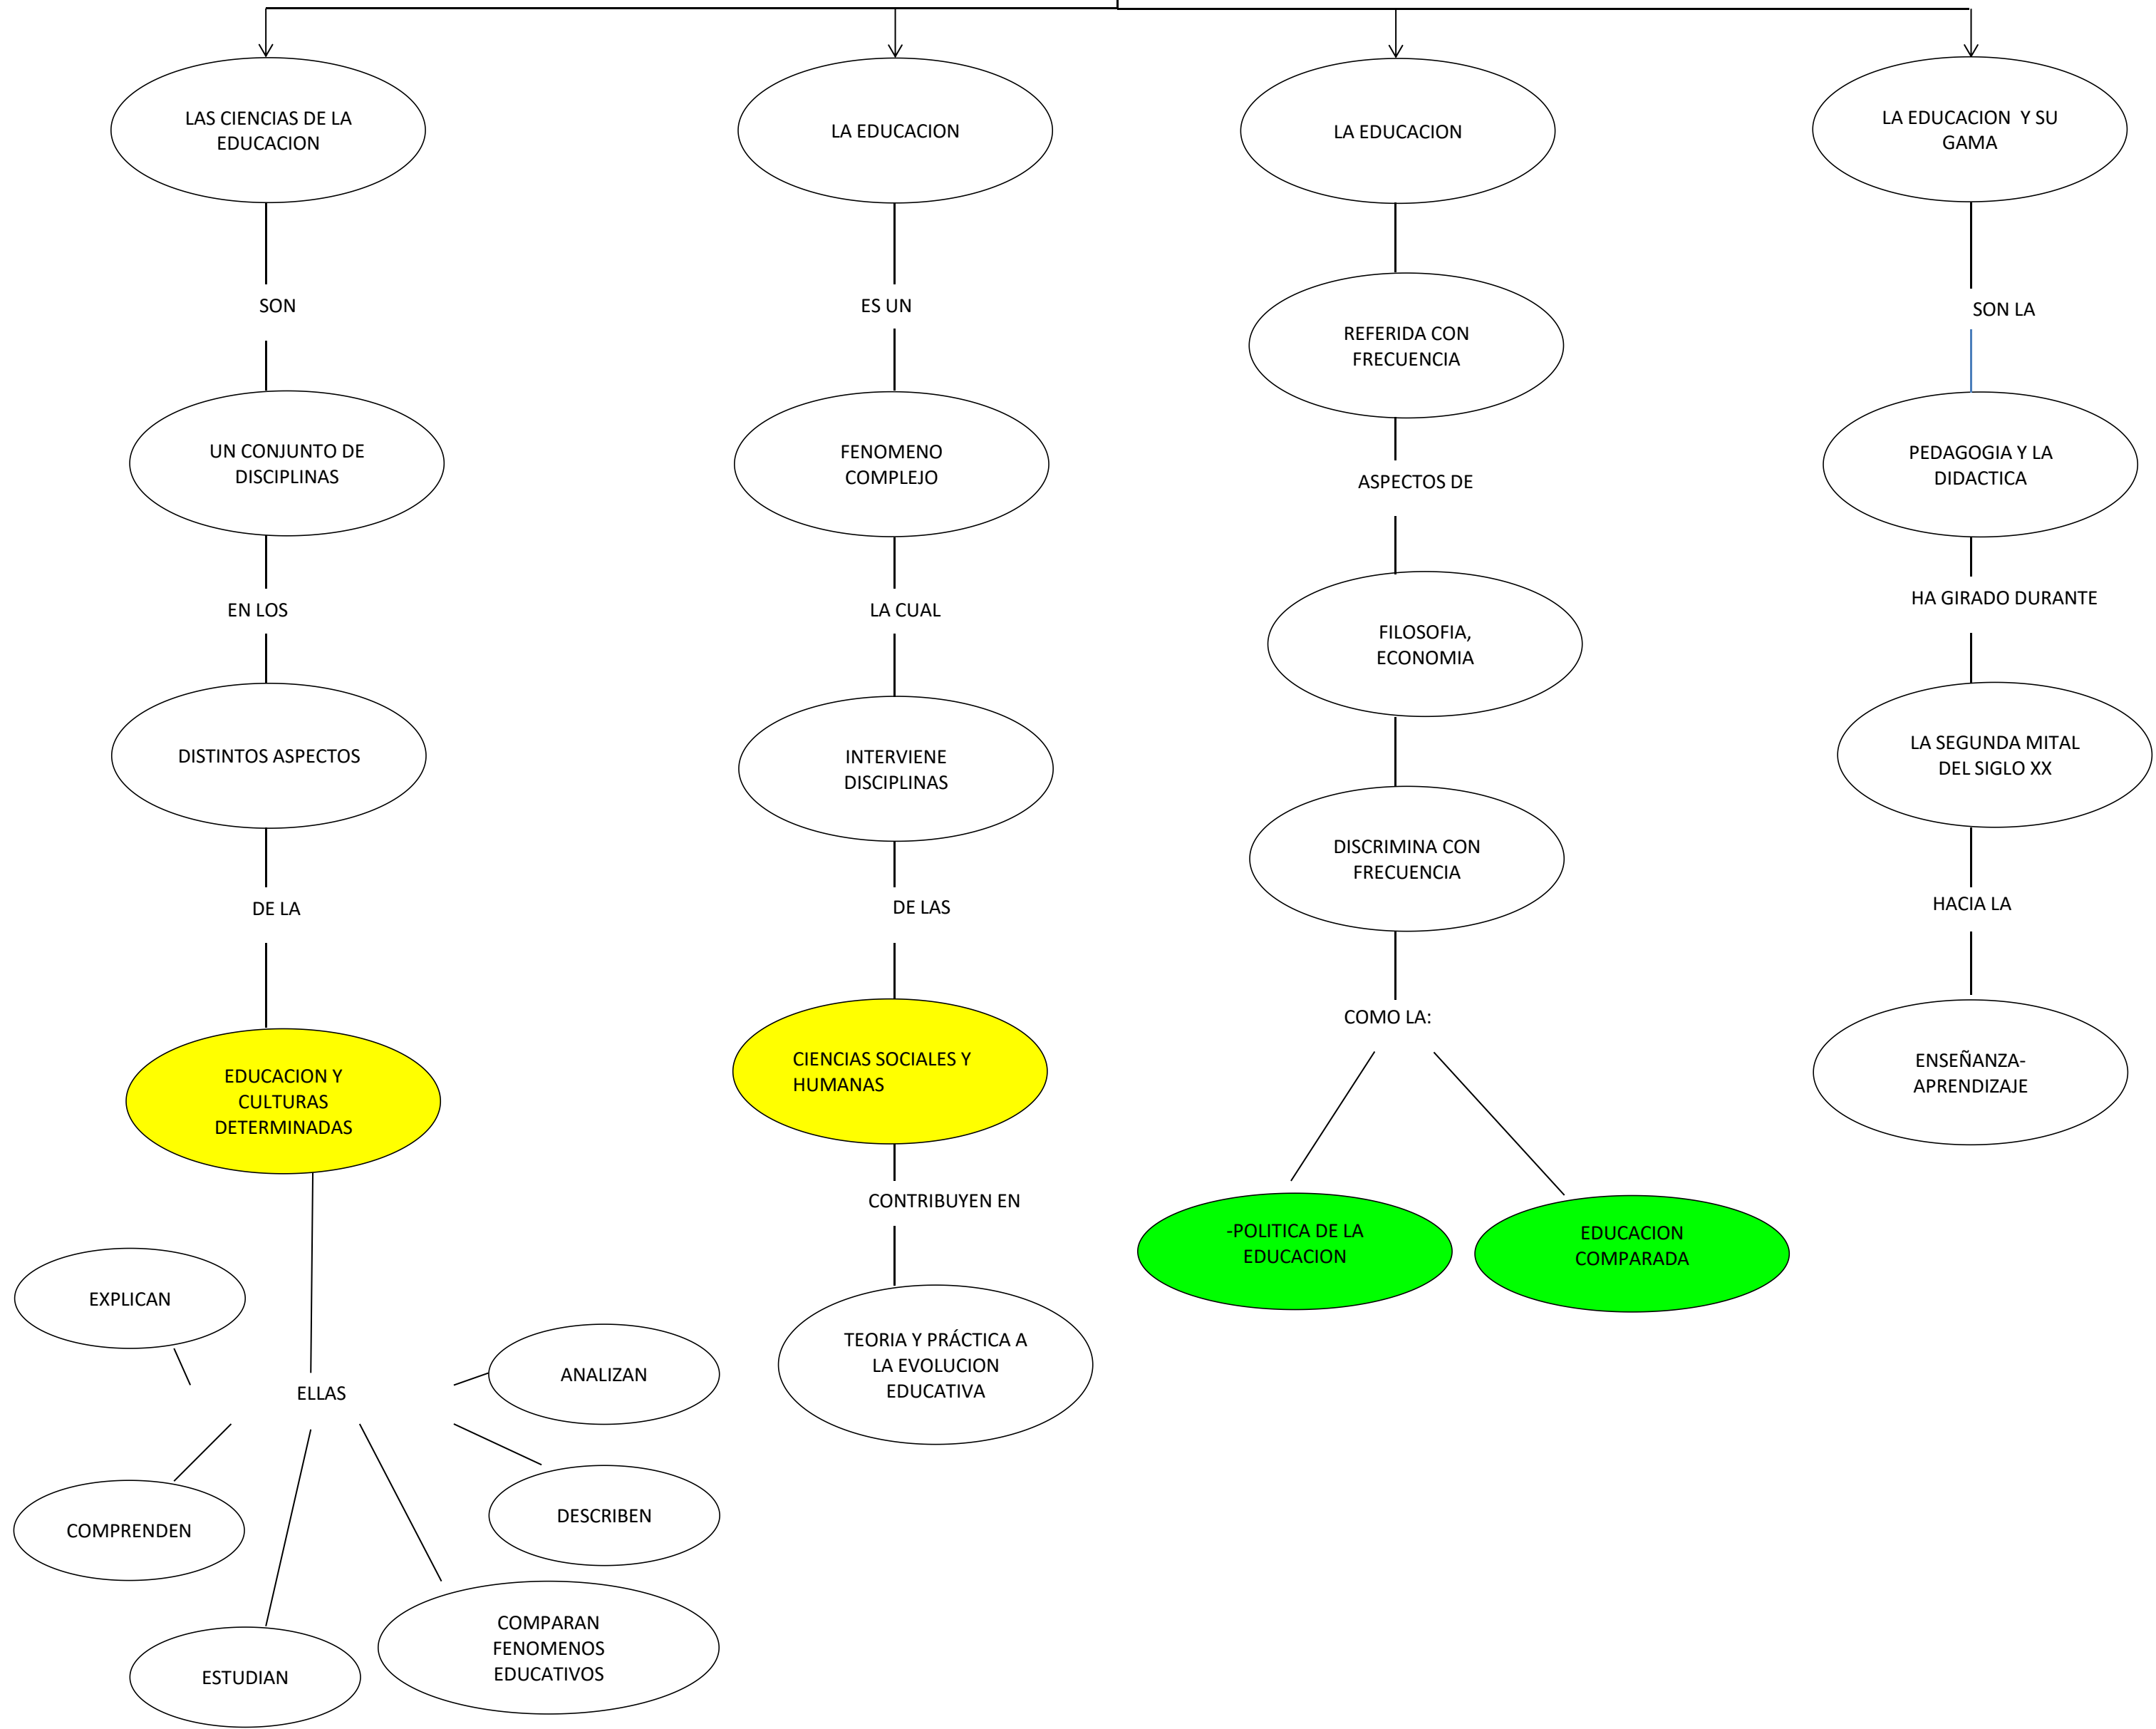 LAS CIENCIAS DE LA
EDUCACION
SON
UN CONJUNTO DE
DISCIPLINAS
EN LOS
DISTINTOS ASPECTOS
DE LA
EDUCACION Y
CULTURAS
DETERMINADAS
EXPLICAN
ELLAS
ANALIZAN
COMPRENDEN
DESCRIBEN
ESTUDIAN
COMPARAN
FENOMENOS
EDUCATIVOS
LA EDUCACION
ES UN
FENOMENO
COMPLEJO
LA CUAL
INTERVIENE
DISCIPLINAS
DE LAS
CIENCIAS SOCIALES Y
HUMANAS
CONTRIBUYEN EN
TEORIA Y PRÁCTICA A
LA EVOLUCION
EDUCATIVA
LA EDUCACION
REFERIDA CON
FRECUENCIA
ASPECTOS DE
FILOSOFIA,
ECONOMIA
DISCRIMINA CON
FRECUENCIA
COMO LA:
-POLITICA DE LA
EDUCACION
EDUCACION
COMPARADA
LA EDUCACION  Y SU
GAMA
SON LA
PEDAGOGIA Y LA
DIDACTICA
HA GIRADO DURANTE
LA SEGUNDA MITAL
DEL SIGLO XX
HACIA LA
ENSEÑANZA-
APRENDIZAJE